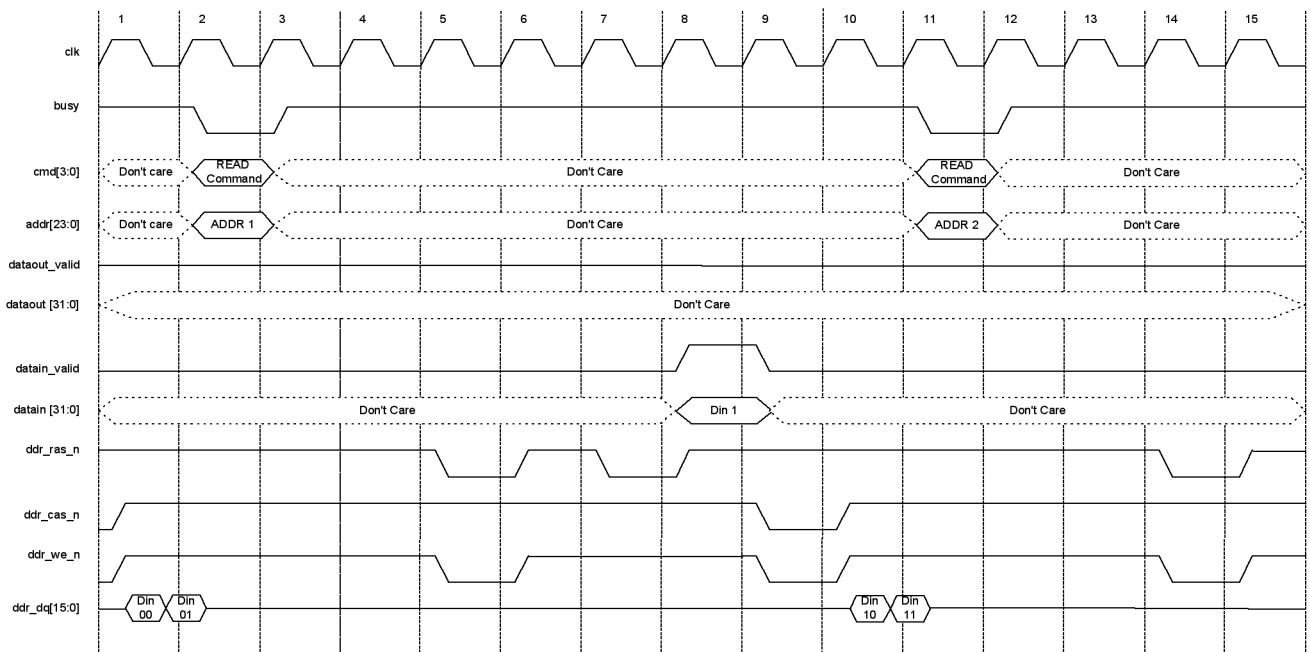 1 2 3 4 5 6 7 8 9 10 11 12 13 14 15
clk
busy
cmd[3:0] Don't care READ Command Don't Care READ Command Don't Care
addr[23:0] Don't care ADDR 1 Don't Care ADDR 2 Don't Care
dataout_valid
dataout [31:0] Don't Care
datain_valid
datain [31:0] Don't Care Din 1 Don't Care
ddr_ras_n
ddr_cas_n
ddr_we_n
ddr_dq[15:0] Din 00 Din 01 Din 10 Din 11